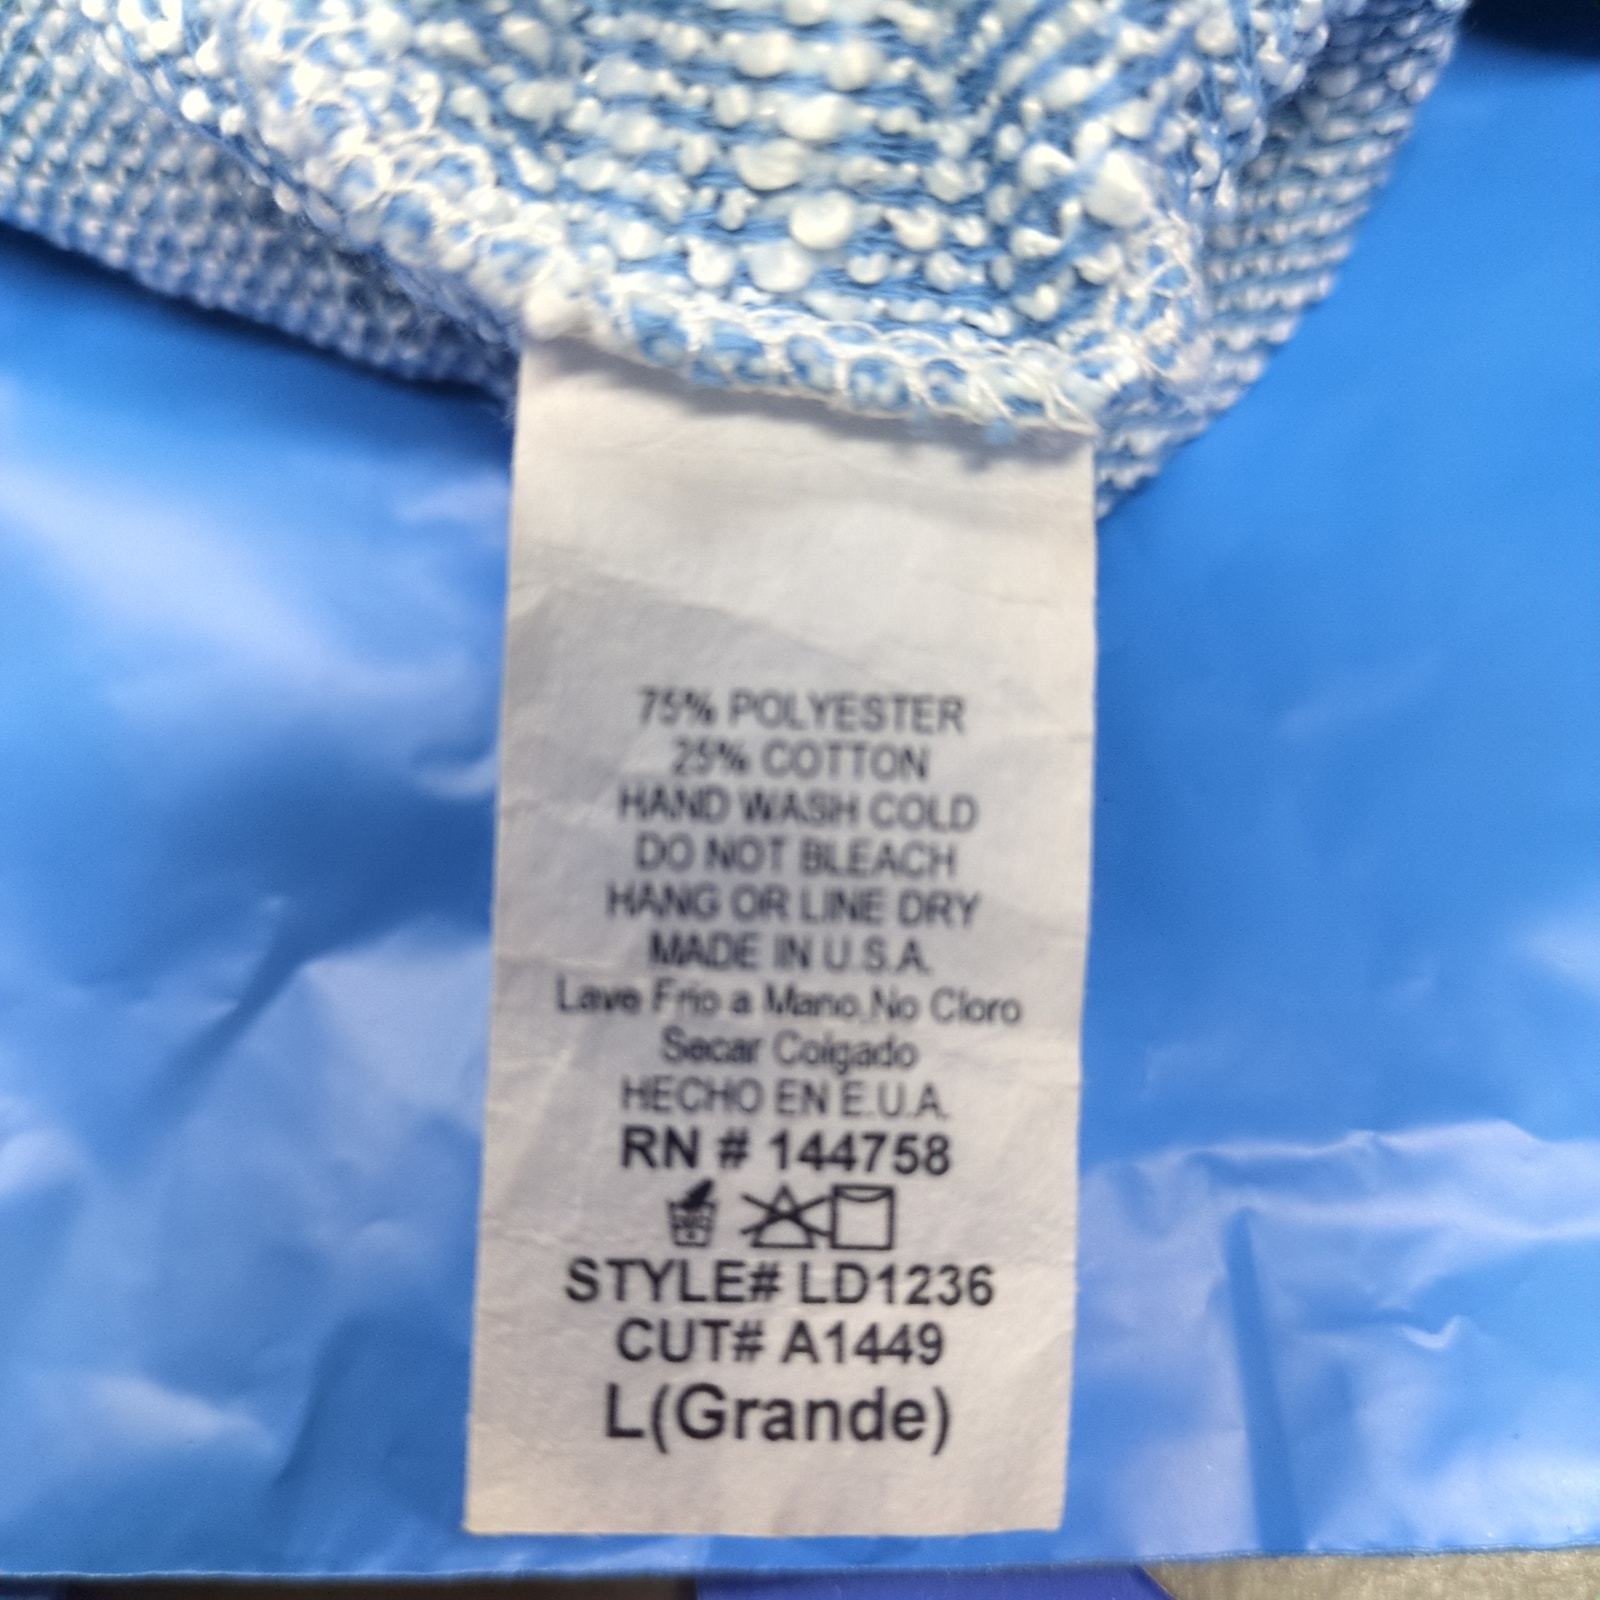 75% POLYESTER
25% COTTON
HAND WASH COLD
DO NOT BLEACH
HANG OR LINE DRY
MADE IN U.S.A.
Lave Frio a Mano,No Cloro
Secar Colgado
HECHO EN E.U.A.
RN # 144758
STYLE# LD1236
CUT# A1449
L(Grande)